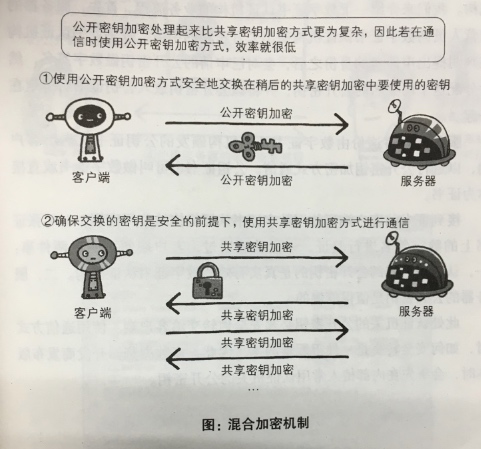 公开密钥加密处理起来比共享密钥加密方式更为复杂，因此若在通
信时使用公开密钥加密方式，效率就很低
①使用公开密钥加密方式安全地交换在稍后的共享密钥加密中要使用的密钥
公开密钥加密
公开密钥加密
客户端
服务器
②确保交换的密钥是安全的前提下，使用共享密钥加密方式进行通信
共享密钥加密
共享密钥加密
客户端
服务器
共享密钥加密
共享密钥加密
…
图：混合加密机制